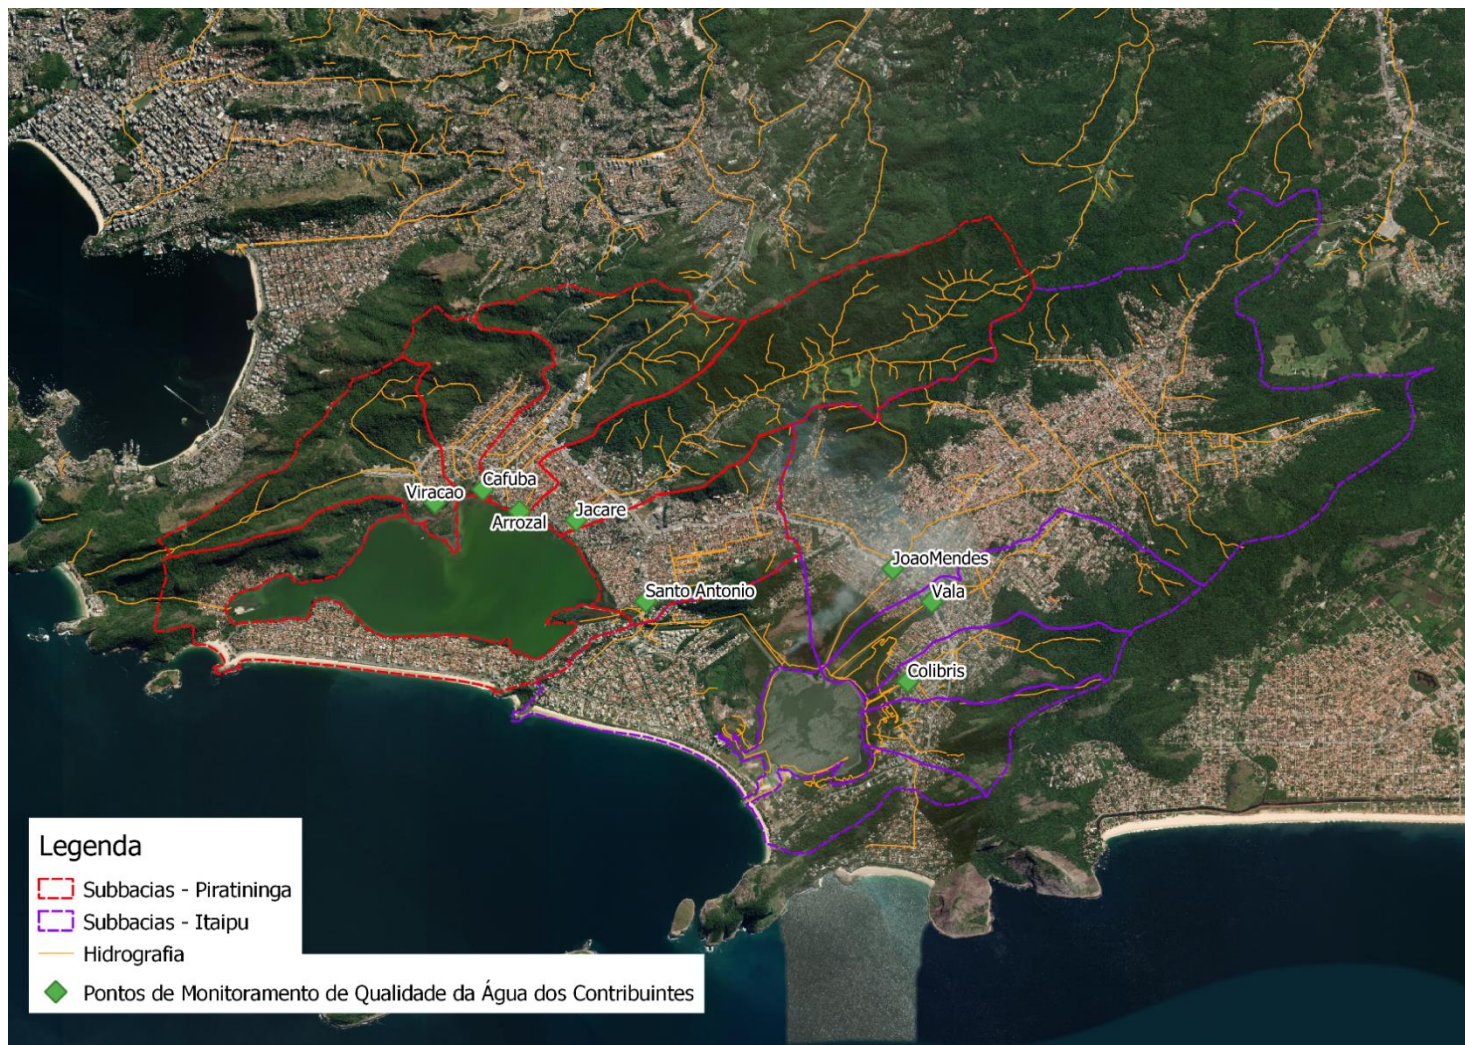 Cafuba
Viracao
Arrozal
Jacare
JoaoMendes
Santo Antonio
Vala
Colibris
Legenda
Subbacias - Piratininga
Subbacias - Itaipu
Hidrografia
Pontos de Monitoramento de Qualidade da Água dos Contribuintes